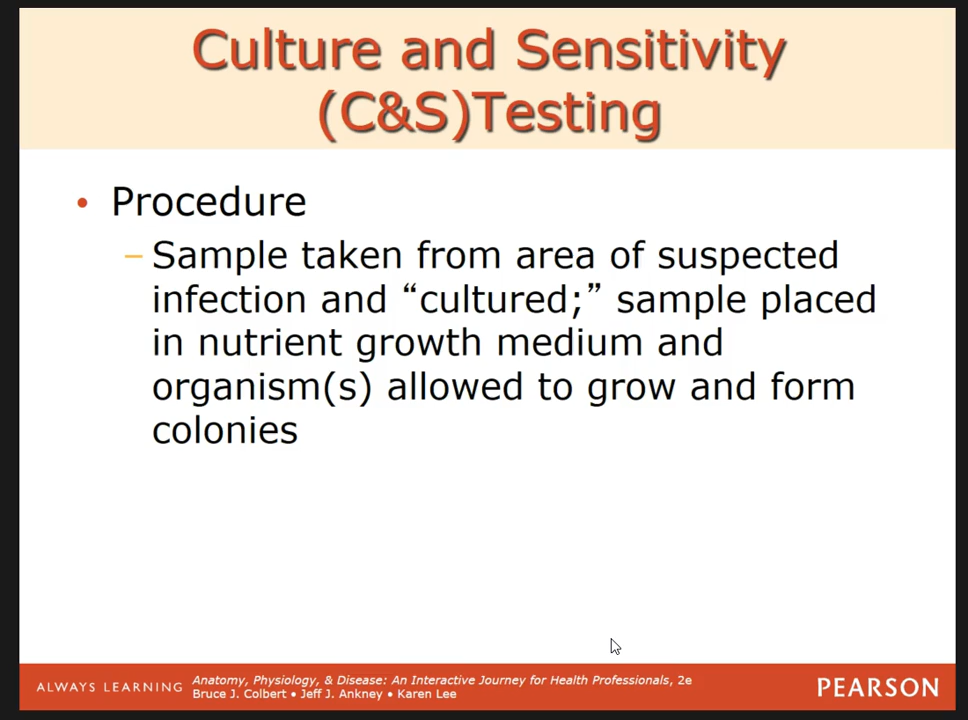 Culture and Sensitivity
(C&S)Testing
• Procedure
– Sample taken from area of suspected
infection and “cultured;” sample placed
in nutrient growth medium and
organism(s) allowed to grow and form
colonies
ALWAYS LEARNING
Anatomy, Physiology, & Disease: An Interactive Journey for Health Professionals, 2e
Bruce J. Colbert • Jeff J. Ankney • Karen Lee
PEARSON